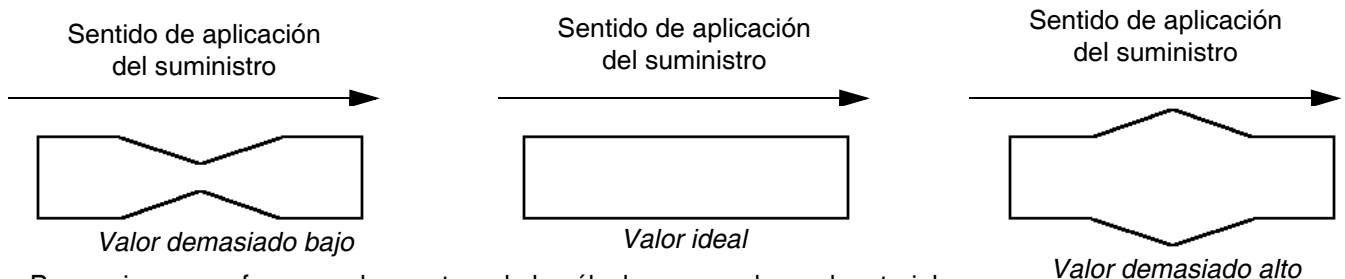 Sentido de aplicación
del suministro
Valor demasiado bajo
Sentido de aplicación
del suministro
Valor ideal
Sentido de aplicación
del suministro
Valor demasiado alto